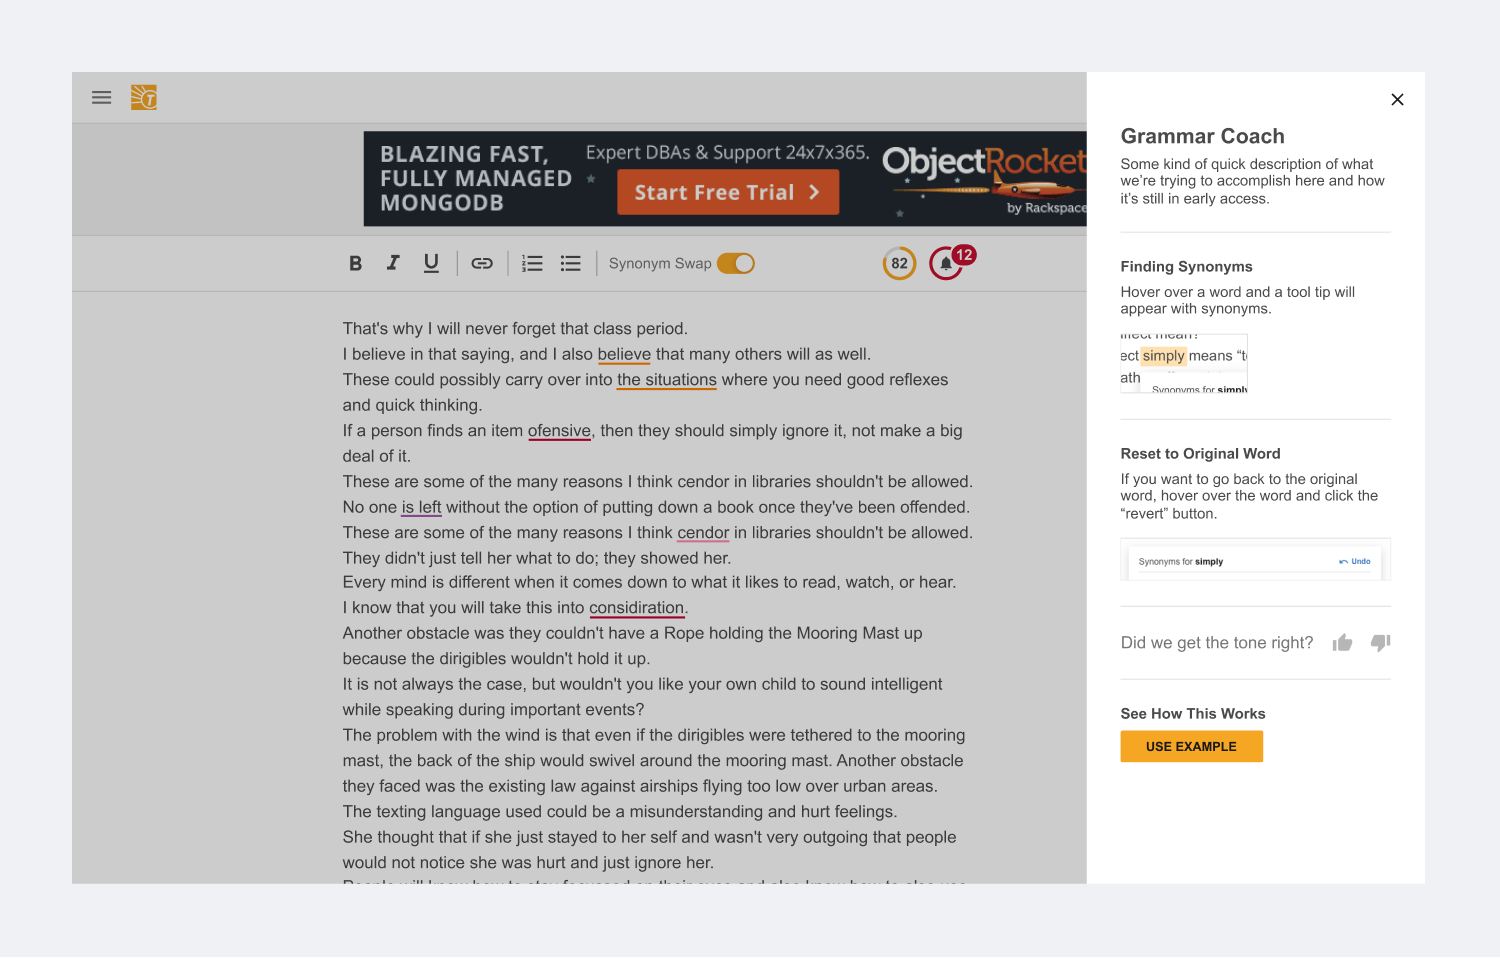 BLAZING FAST,
FULLY MANAGED
MONGODB
Expert DBAs & Support 24x7x365.
Start Free Trial
ObjectRocket
by Rackspace
B I U
Synonym Swap
82
12
That's why I will never forget that class period.
I believe in that saying, and I also believe that many others will as well.
These could possibly carry over into the situations where you need good reflexes
and quick thinking.
If a person finds an item ofensive, then they should simply ignore it, not make a big
deal of it.
These are some of the many reasons I think cendor in libraries shouldn't be allowed.
No one is left without the option of putting down a book once they've been offended.
These are some of the many reasons I think cendor in libraries shouldn't be allowed.
They didn't just tell her what to do; they showed her.
Every mind is different when it comes down to what it likes to read, watch, or hear.
I know that you will take this into considiration.
Another obstacle was they couldn't have a Rope holding the Mooring Mast up
because the dirigibles wouldn't hold it up.
It is not always the case, but wouldn't you like your own child to sound intelligent
while speaking during important events?
The problem with the wind is that even if the dirigibles were tethered to the mooring
mast, the back of the ship would swivel around the mooring mast. Another obstacle
they faced was the existing law against airships flying too low over urban areas.
The texting language used could be a misunderstanding and hurt feelings.
She thought that if she just stayed to her self and wasn't very outgoing that people
would not notice she was hurt and just ignore her.
Grammar Coach
Some kind of quick description of what
we're trying to accomplish here and how
it's still in early access.
Finding Synonyms
Hover over a word and a tool tip will
appear with synonyms.
ffect mean?
ect simply means "t
ath
Synonyms for simply
Reset to Original Word
If you want to go back to the original
word, hover over the word and click the
“revert” button.
Synonyms for simply
Undo
Did we get the tone right?
See How This Works
USE EXAMPLE